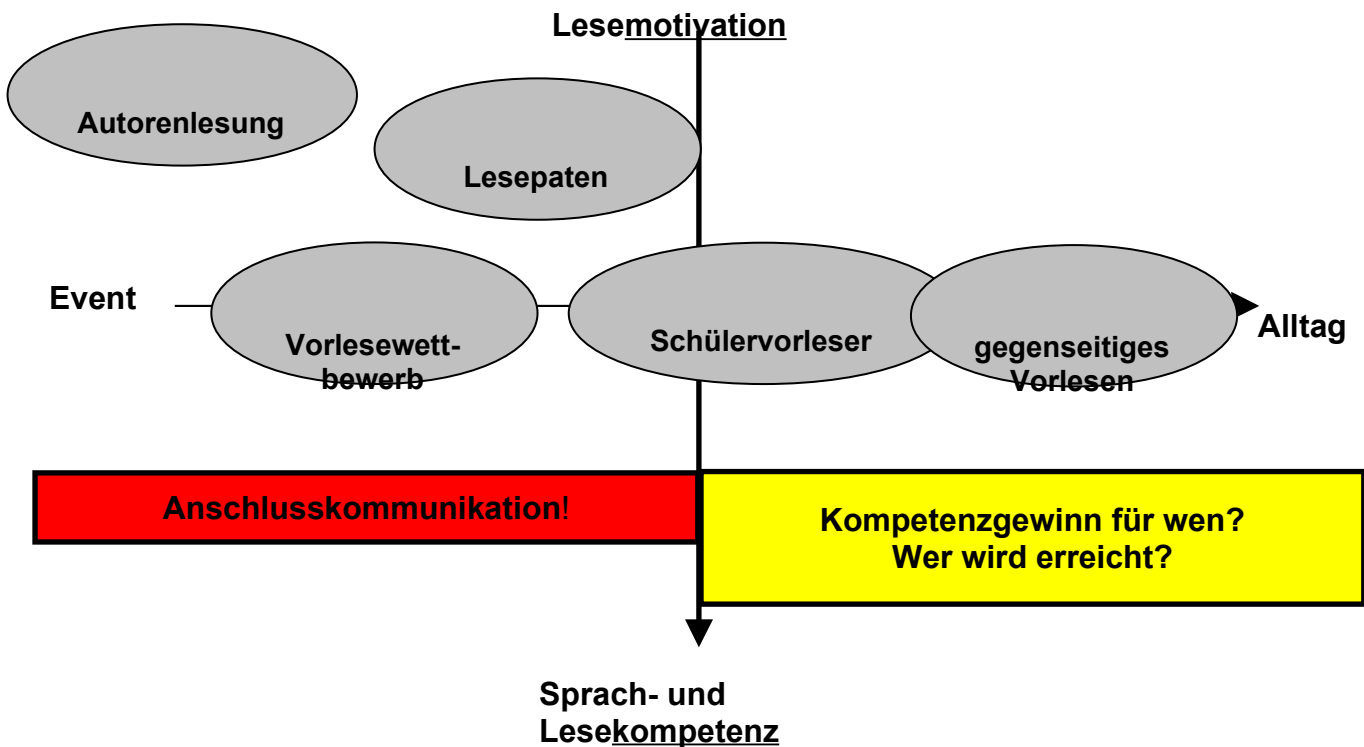 Lesemotivation
Autorenlesung
Lesepaten
Event
Vorlesewett-
bewerb
Schülervorleser
gegenseitiges
Vorlesen
Alltag
Anschlusskommunikation!
Kompetenzgewinn für wen?
Wer wird erreicht?
Sprach- und
Lesekompetenz